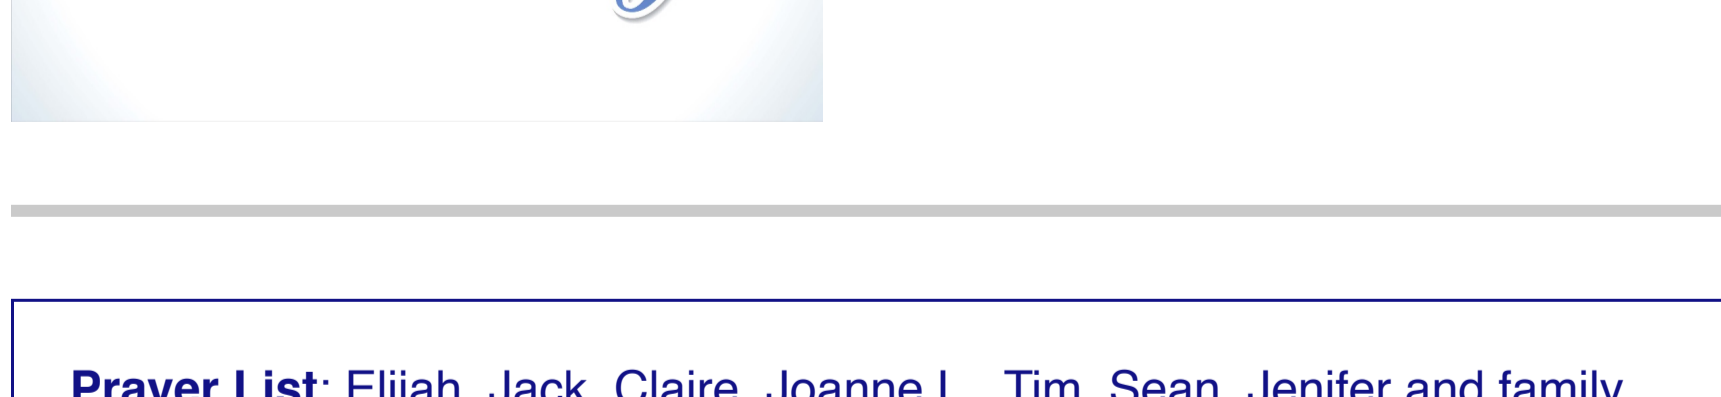 Prayer List: Elijah, Jack, Claire, Joanne L., Tim, Sean, Jenifer and family,